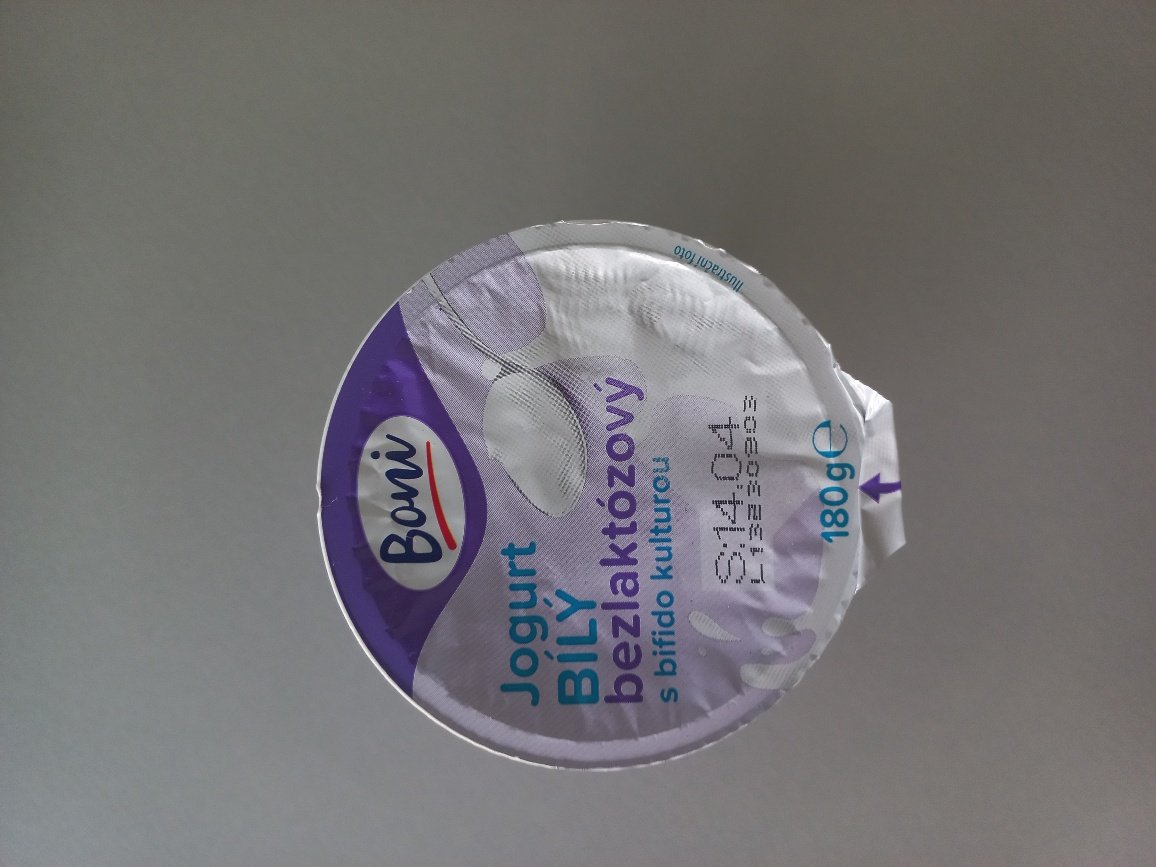 Boni
Jogurt
BÍLÝ
bezlaktózový
s bifido kulturou
S:14.04
180g℮
Ilustrační foto